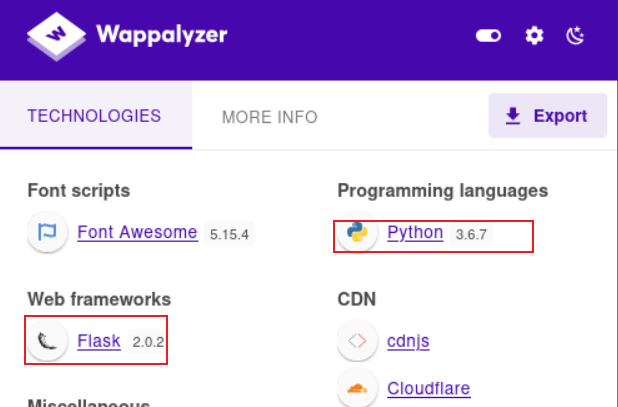 Wappalyzer
TECHNOLOGIES
MORE INFO
Export
Font scripts
Font Awesome 5.15.4
Programming languages
Python 3.6.7
Web frameworks
Flask 2.0.2
CDN
cdnjs
Cloudflare
Miscellaneous